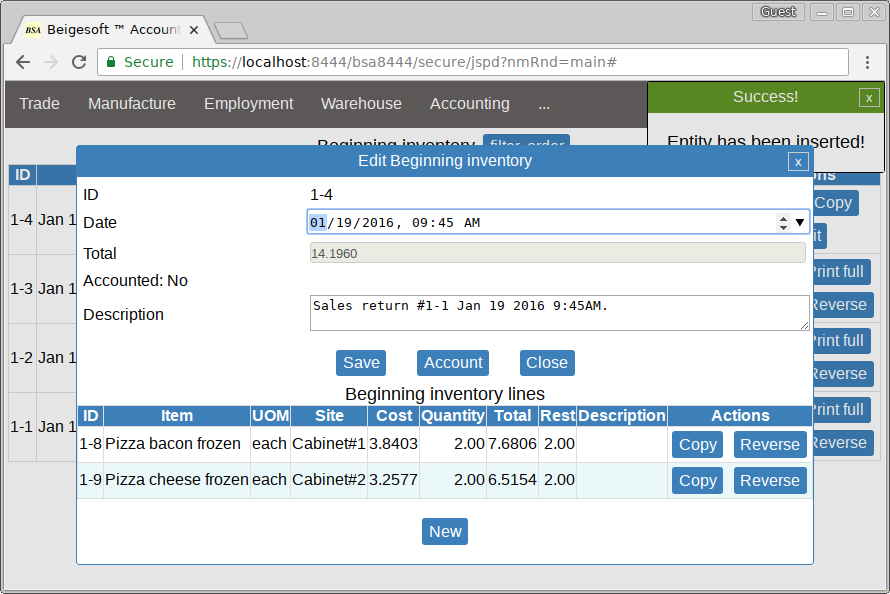 Guest
BSA Beigesoft ™ Account
Secure https://localhost:8444/bsa8444/secure/jspd?nmRnd=main#
Trade Manufacture Employment Warehouse Accounting ...
Success! x
Entity has been inserted!
Beginning inventory filter-order
Edit Beginning inventory x
ID
1-4 Jan 1
1-3 Jan 1
1-2 Jan 1
1-1 Jan 1
ID 1-4
Date 01/19/2016, 09:45 AM
Total 14.1960
Accounted: No
Description Sales return #1-1 Jan 19 2016 9:45AM.
Save Account Close
Beginning inventory lines
ID Item UOM Site Cost Quantity Total Rest Description Actions
1-8 Pizza bacon frozen each Cabinet#1 3.8403 2.00 7.6806 2.00 Copy Reverse
1-9 Pizza cheese frozen each Cabinet#2 3.2577 2.00 6.5154 2.00 Copy Reverse
New
Copy
Print full
Reverse
Print full
Reverse
Print full
Reverse